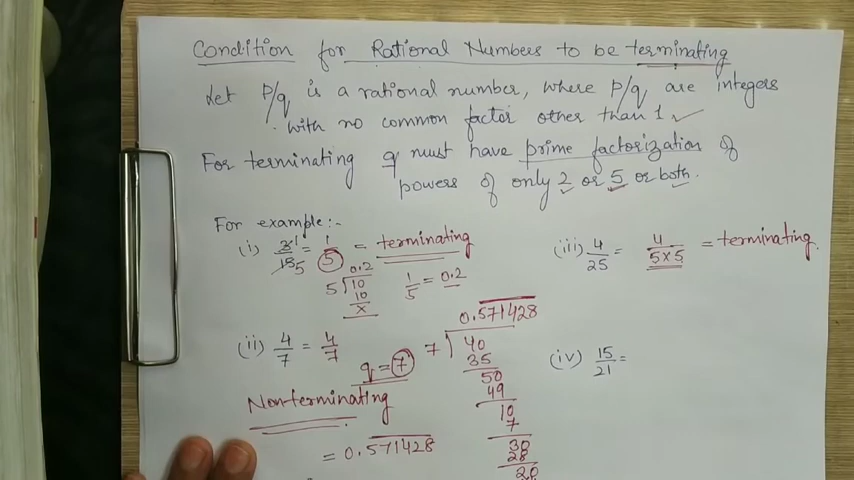 Condition for Rational Numbers to be terminating
Let P/q is a rational number, where P/q are integers
with no common factor other than 1
For terminating q must have prime factorization of
powers of only 2 or 5 or both.
For example:-
(i) 3/15 = 1/5 = terminating
1 5
0.2
5 10
10
x
1/5 = 0.2
(ii) 4/7 = 4/7
q = 7
Non terminating
= 0.571428
0.571428
7 40
35
50
49
10
7
30
28
20
(iii) 4/25 = 4/5×5 = terminating.
(iv) 15/21 =